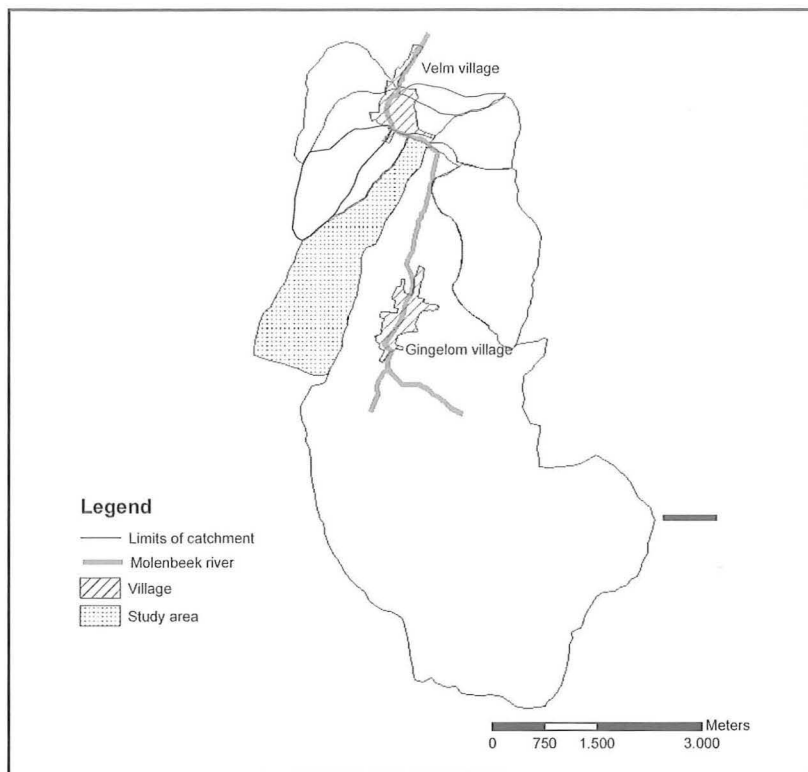 Velm village
Gingelom village
Legend
Limits of catchment
Molenbeek river
Village
Study area
Meters
0 750 1.500 3.000